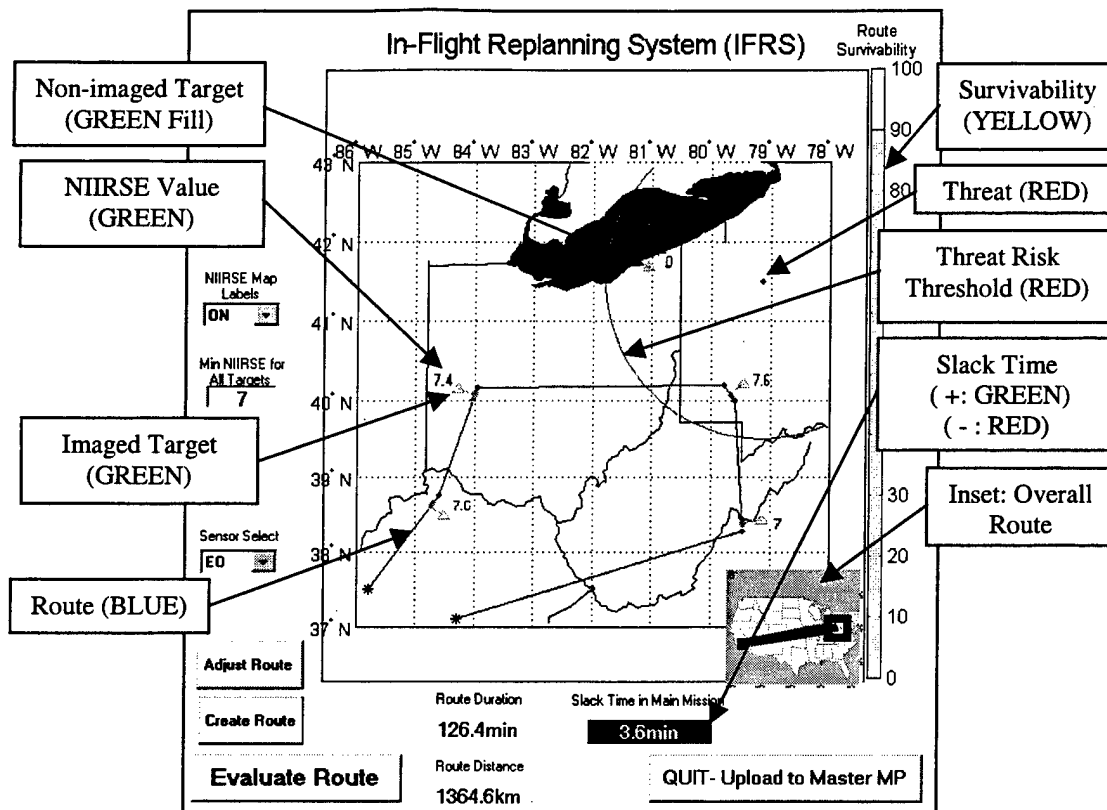 In-Flight Replanning System (IFRS)
Route
Survivability
100
90
80
30
20
10
0
Non-imaged Target
(GREEN Fill)
NIIRSE Value
(GREEN)
Imaged Target
(GREEN)
Route (BLUE)
Survivability
(YELLOW)
Threat (RED)
Threat Risk
Threshold (RED)
Slack Time
( +: GREEN)
( - : RED)
Inset: Overall
Route
86 W 85 W 84 W 83 W 82 W 81 W 80 W 79 W 78 W
43 N
42 N
41 N
40 N
39 N
38 N
37 N
0
7.4
7.6
7.0
7
NIIRSE Map
Labels
ON
Min NIIRSE for
All Targets
7
Sensor Select
EO
Adjust Route
Create Route
Evaluate Route
Route Duration
126.4min
Slack Time in Main Mission
3.6min
Route Distance
1364.6km
QUIT- Upload to Master MP